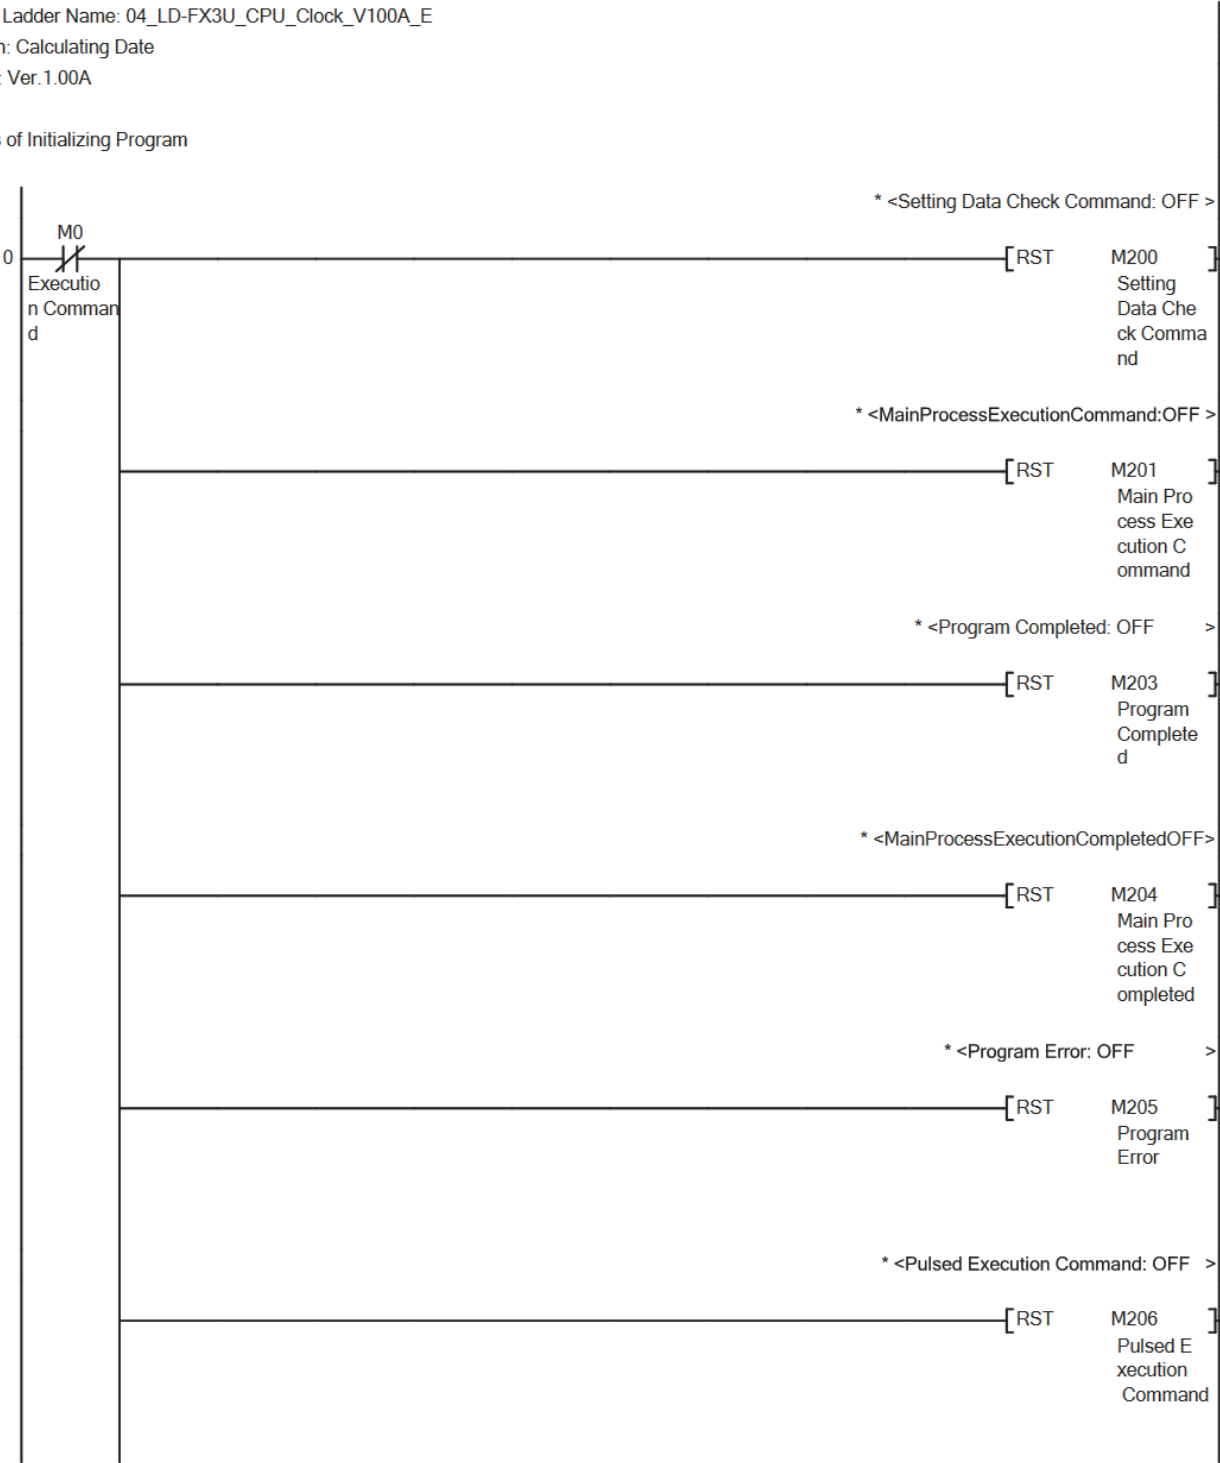 Ladder Name: 04_LD-FX3U_CPU_Clock_V100A_E
n: Calculating Date
: Ver.1.00A
s of Initializing Program
* <Setting Data Check Command: OFF >
M0
0
RST M200
Executio
n Comman
d
Setting
Data Che
ck Comma
nd
* <MainProcessExecutionCommand:OFF >
RST M201
Main Pro
cess Exe
cution C
ommand
* <Program Completed: OFF >
RST M203
Program
Complete
d
* <MainProcessExecutionCompletedOFF>
RST M204
Main Pro
cess Exe
cution C
ompleted
* <Program Error: OFF >
RST M205
Program
Error
* <Pulsed Execution Command: OFF >
RST M206
Pulsed E
xecution
Command